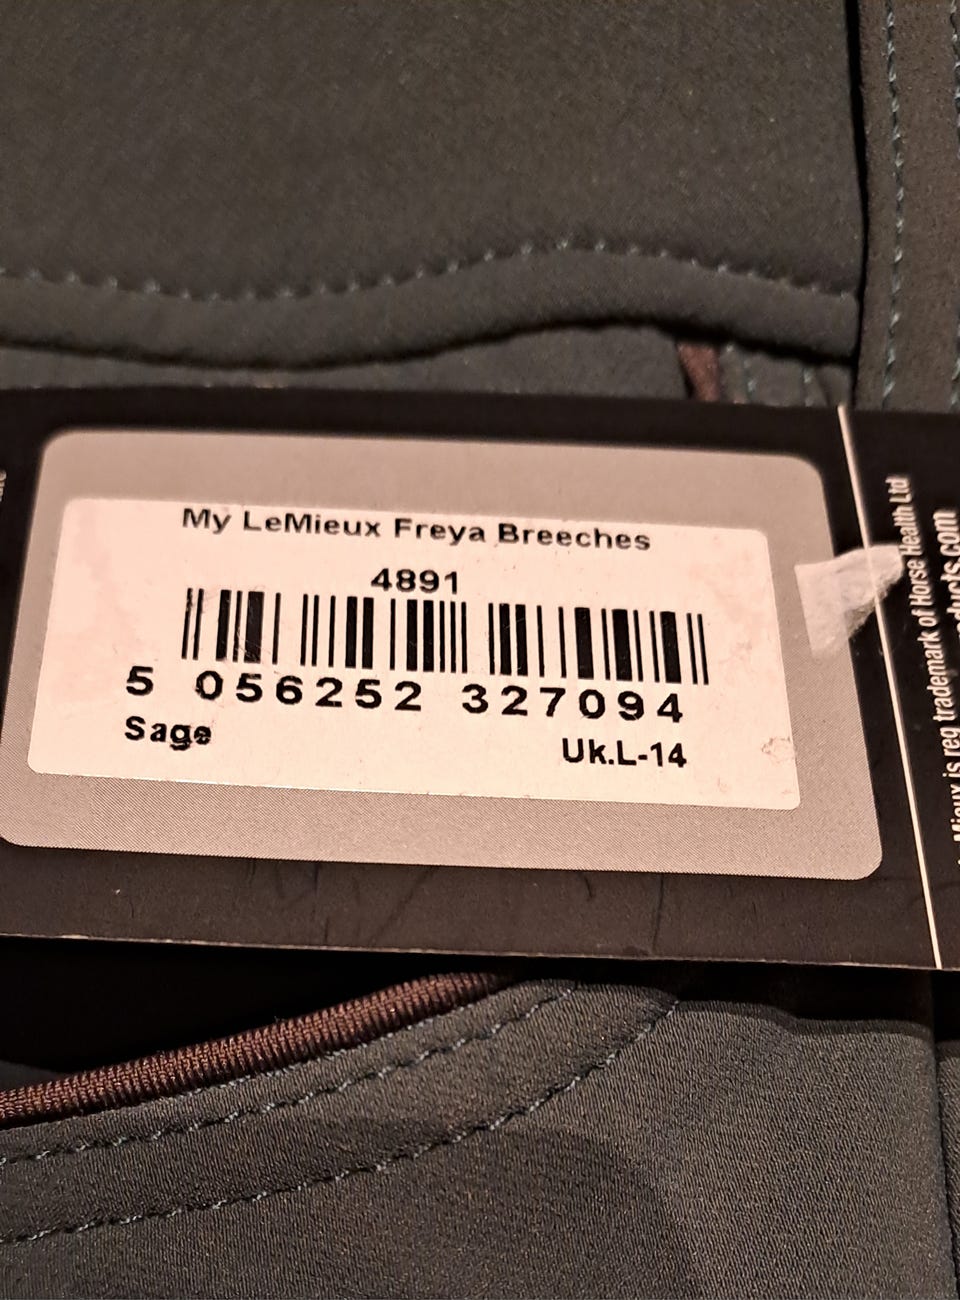 My LeMieux Freya Breeches
4891
5 056252 327094
Sage
Uk.L-14
Mieux is reg trademark of Horse Health Ltd